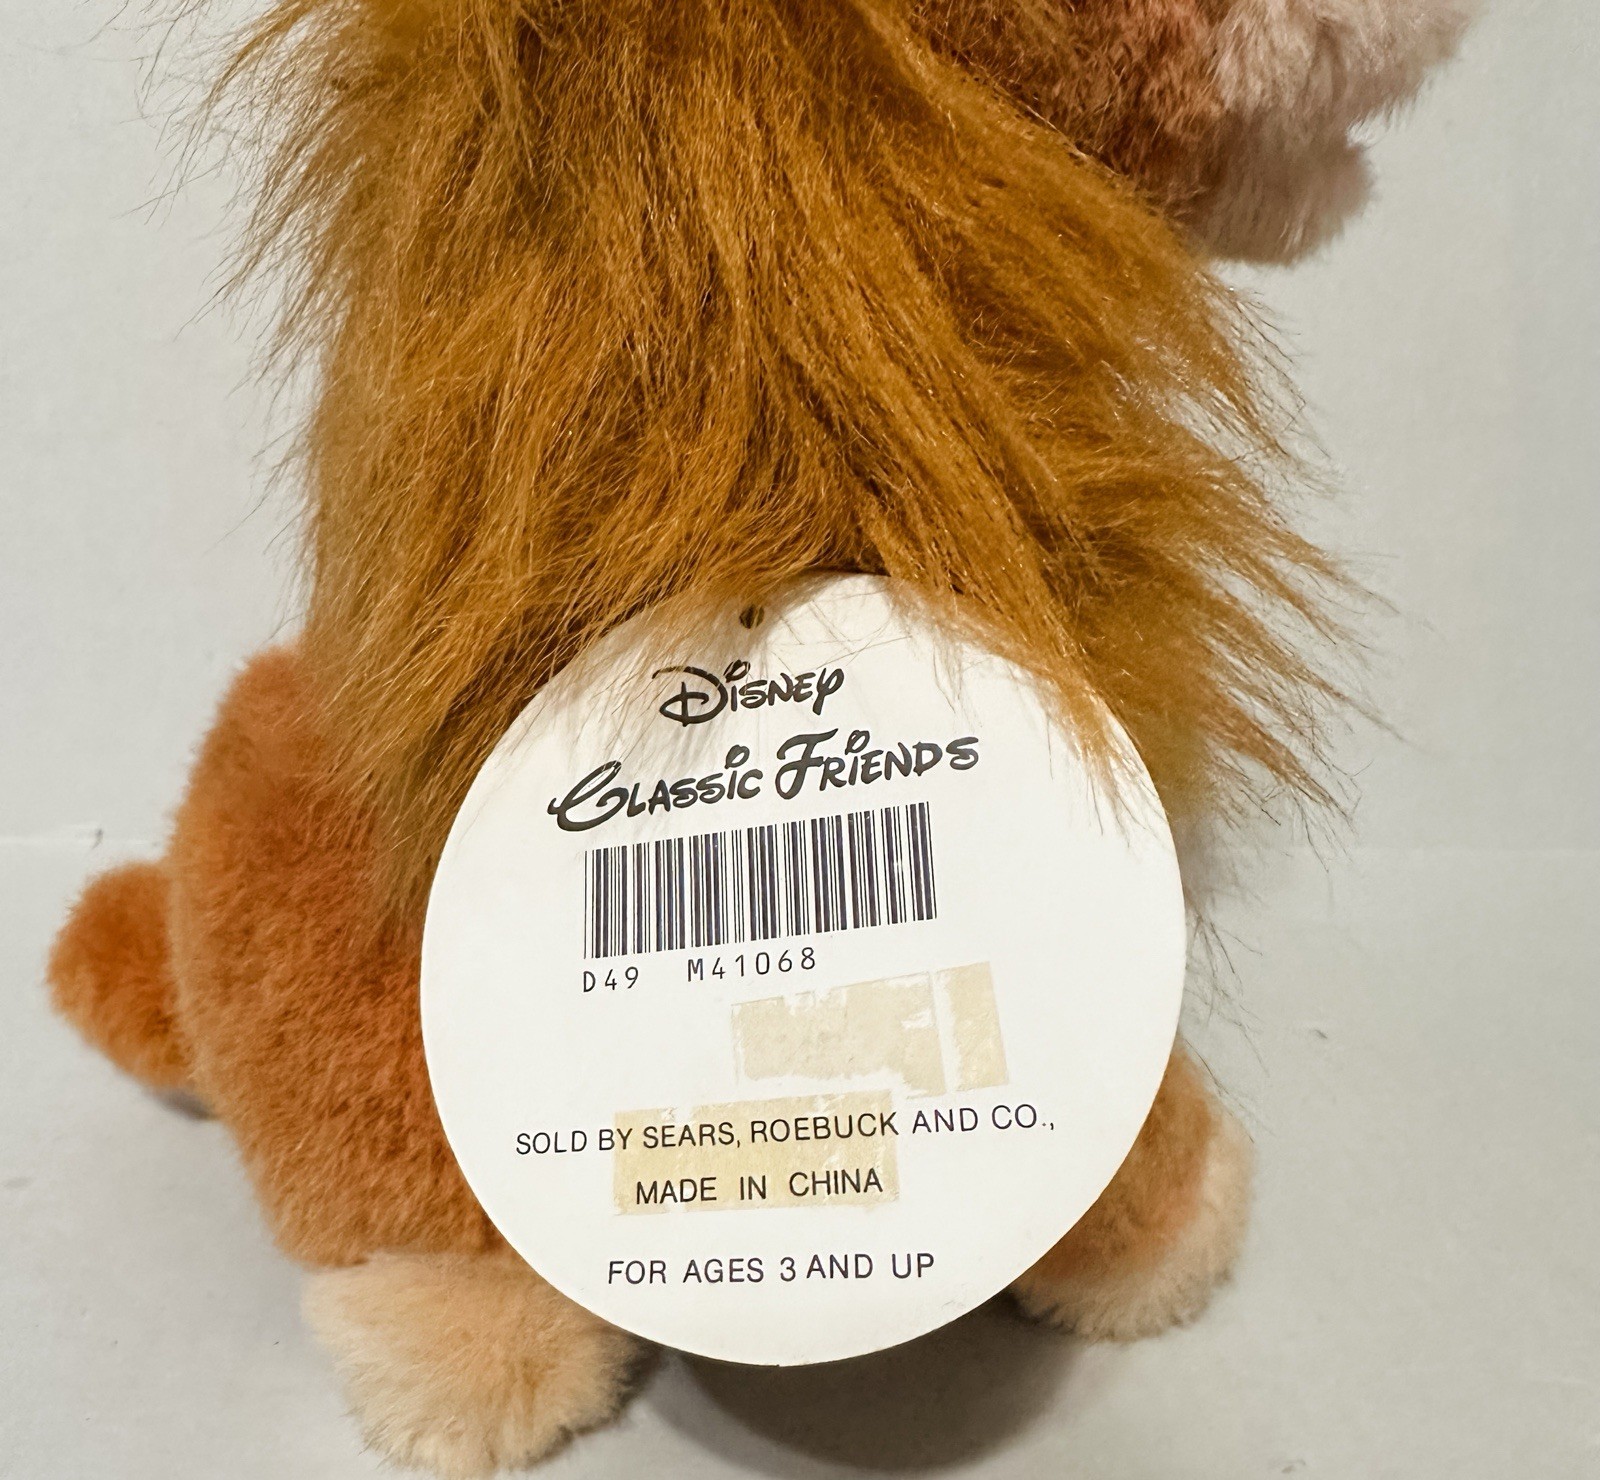 Disney
Classic Friends
D49 M41068
SOLD BY SEARS, ROEBUCK AND CO.,
MADE IN CHINA
FOR AGES 3 AND UP